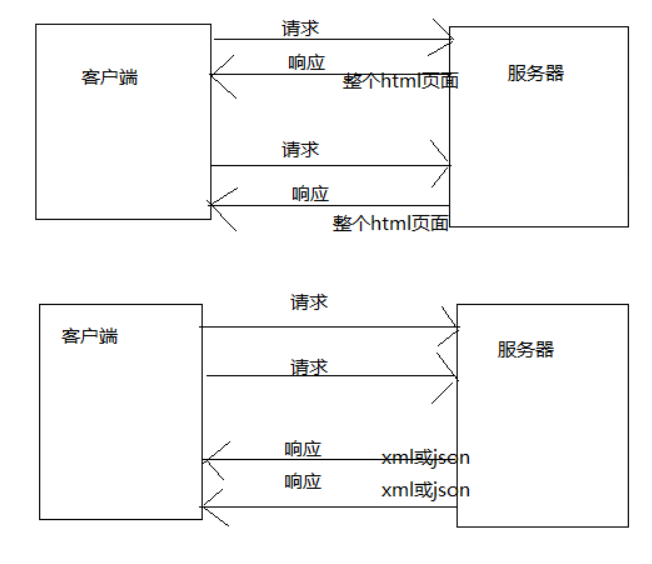 请求
响应
客户端
整个html页面
服务器
请求
响应
整个html页面
请求
客户端
服务器
请求
响应
xml或json
响应
xml或json